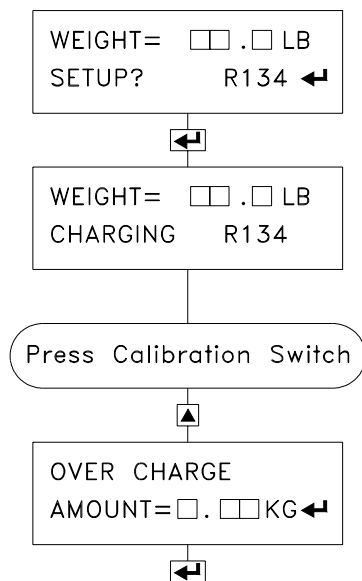 WEIGHT= □□.□ LB
SETUP? R134 ↵
↵
WEIGHT= □□.□ LB
CHARGING R134
Press Calibration Switch
▲
OVER CHARGE
AMOUNT=□.□□KG↵
↵